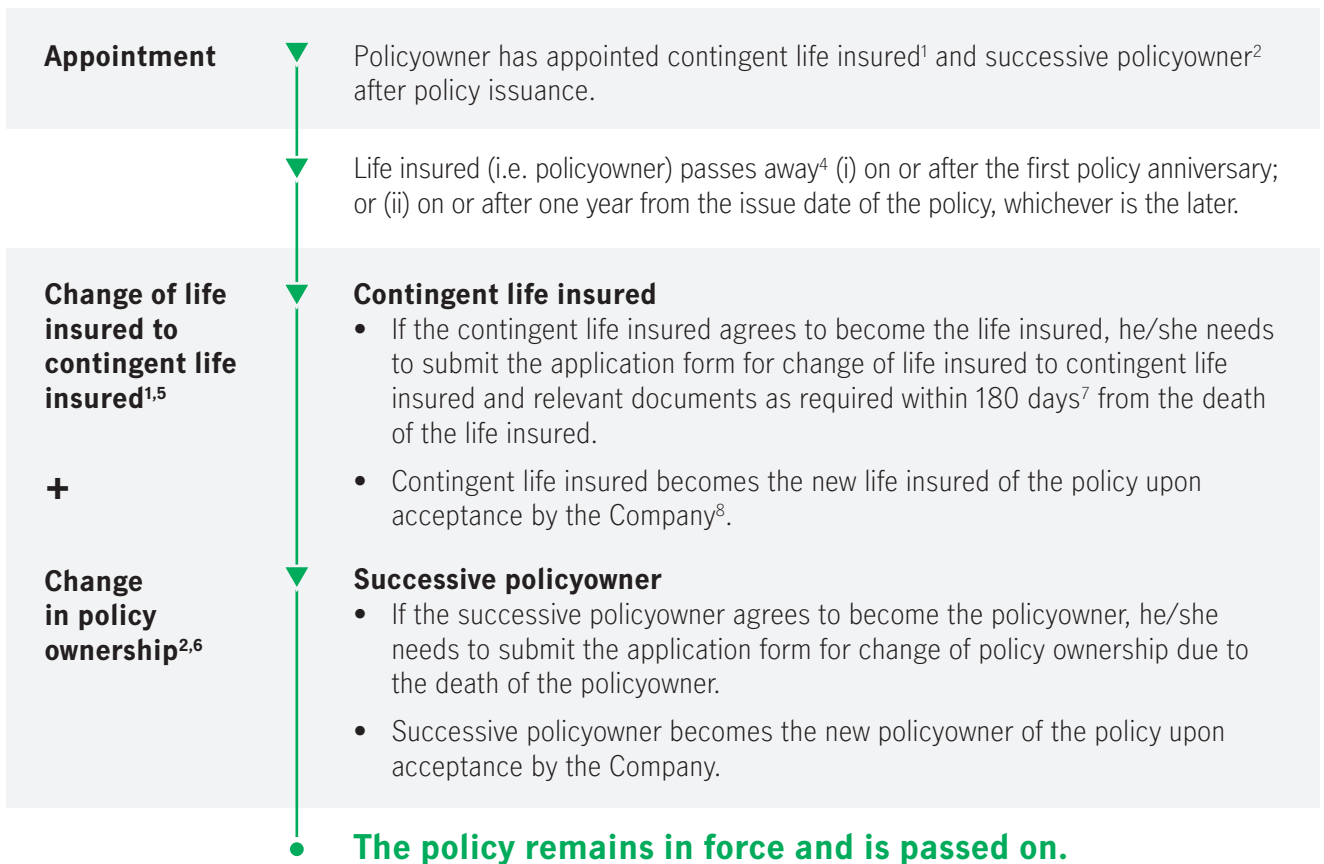 Appointment
Policyowner has appointed contingent life insured¹ and successive policyowner²
after policy issuance.
Life insured (i.e. policyowner) passes away⁴ (i) on or after the first policy anniversary;
or (ii) on or after one year from the issue date of the policy, whichever is the later.
Change of life
insured to
contingent life
insured¹,⁵
Contingent life insured
• If the contingent life insured agrees to become the life insured, he/she needs
to submit the application form for change of life insured to contingent life
insured and relevant documents as required within 180 days⁷ from the death
of the life insured.
+
• Contingent life insured becomes the new life insured of the policy upon
acceptance by the Company⁸.
Change
in policy
ownership²,⁶
Successive policyowner
• If the successive policyowner agrees to become the policyowner, he/she
needs to submit the application form for change of policy ownership due to
the death of the policyowner.
• Successive policyowner becomes the new policyowner of the policy upon
acceptance by the Company.
The policy remains in force and is passed on.